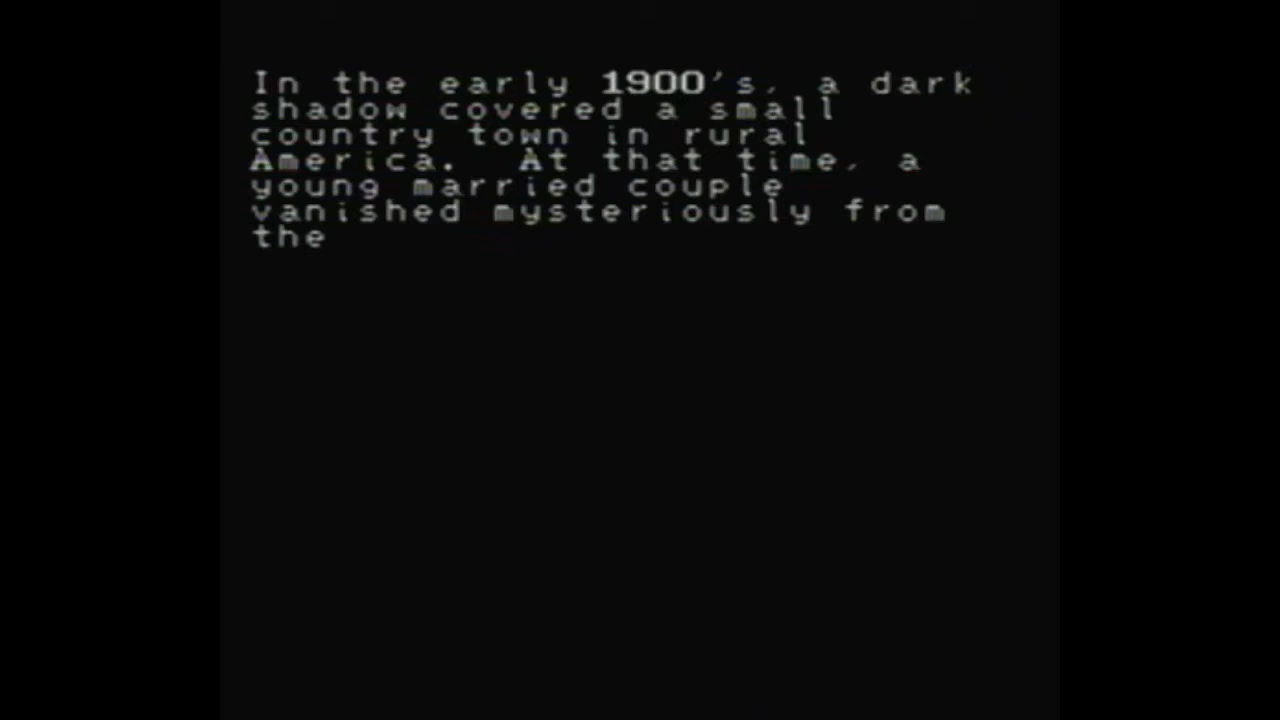 In the early 1900's, a dark
shadow covered a small
country town in rural
America.  At that time, a
young married couple
vanished mysteriously from
the